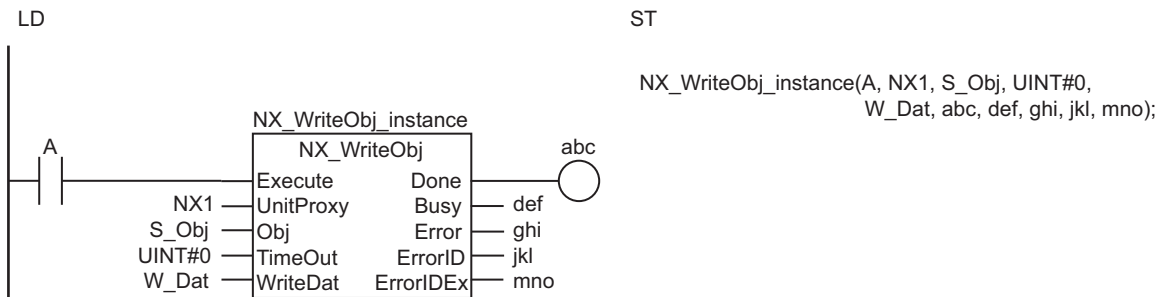 LD
ST
NX_WriteObj_instance(A, NX1, S_Obj, UINT#0,
W_Dat, abc, def, ghi, jkl, mno);
NX_WriteObj_instance
A
NX_WriteObj
abc
Execute Done
NX1 UnitProxy Busy def
S_Obj Obj Error ghi
UINT#0 TimeOut ErrorID jkl
W_Dat WriteDat ErrorIDEx mno